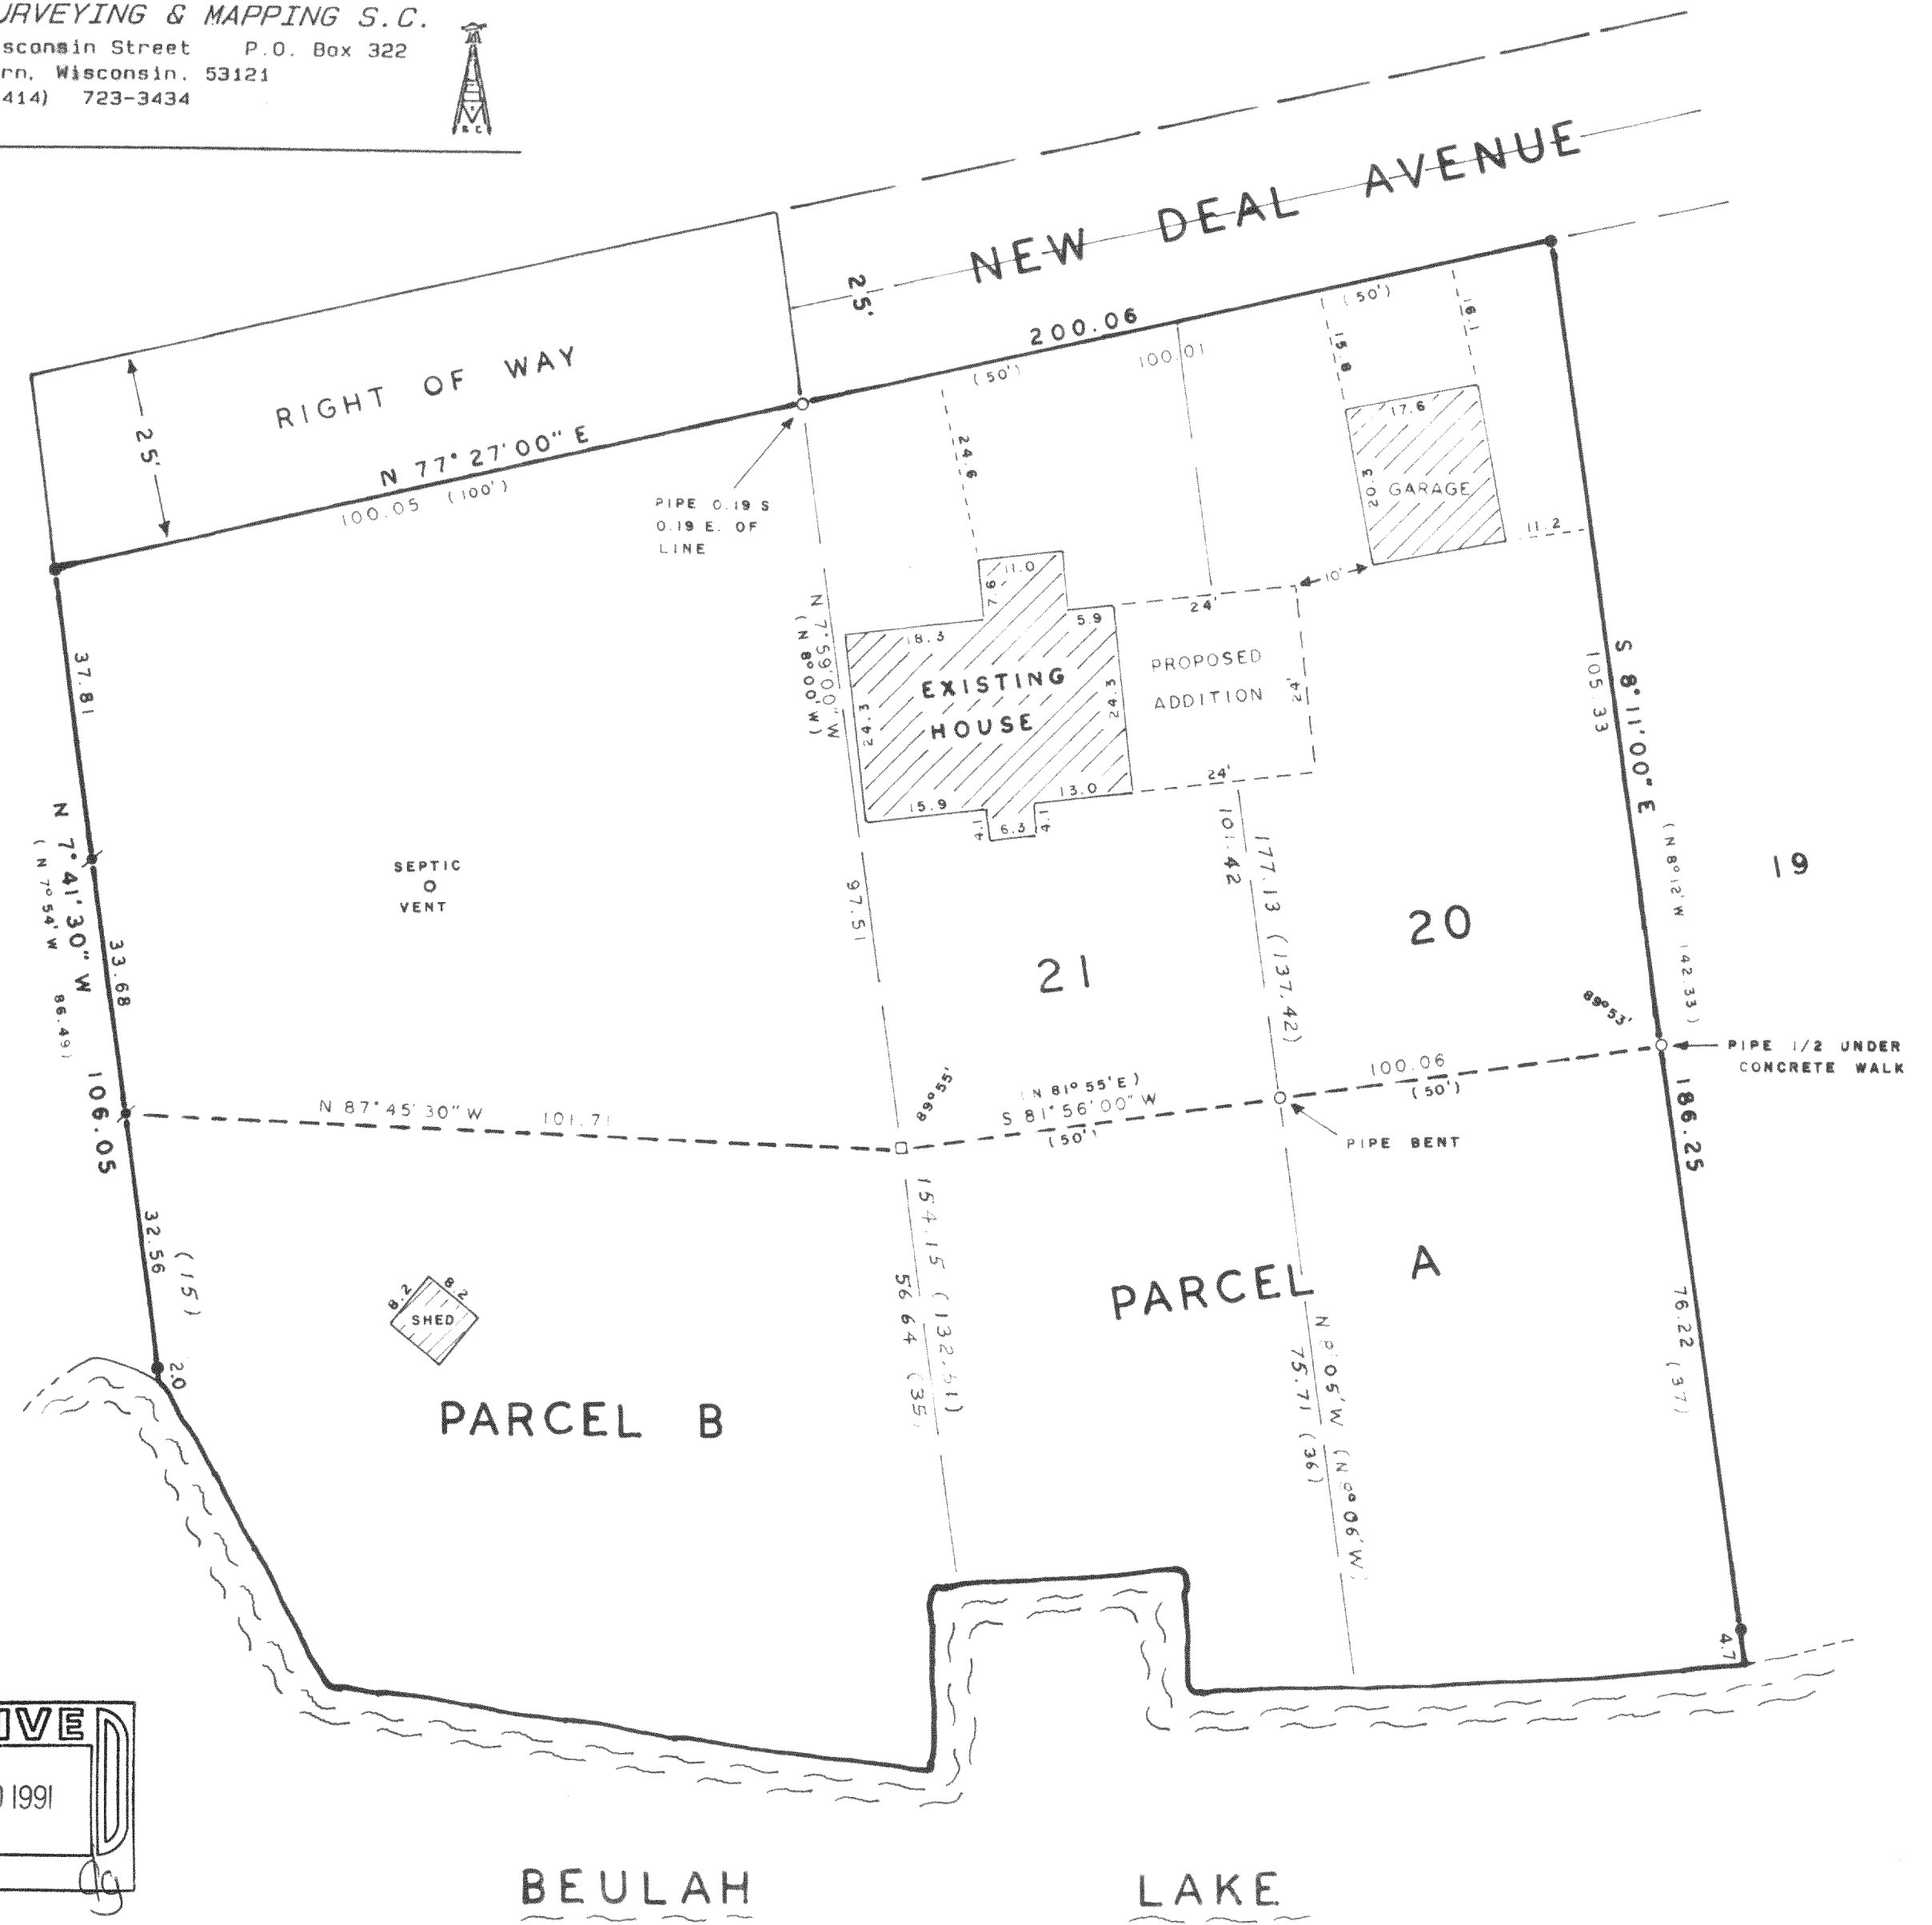 URVEYING & MAPPING S.C.
sconsin Street P.O. Box 322
rn, Wisconsin. 53121
414) 723-3434
S C
NEW DEAL AVENUE
25'
200.06
(50')
100.01
(50')
RIGHT OF WAY
25'
N 77° 27' 00" E
100.05 (100')
PIPE 0.19 S
0.19 E. OF
LINE
24.6
15.8
16.1
17.6
20.3
GARAGE
11.2
10'
N 7° 59' 00" W
(N 8° 00' W)
11.0
7.6
18.3
5.9
EXISTING
HOUSE
24.3
24.3
15.9
4.1
6.3
4.1
13.0
24'
PROPOSED
ADDITION
24'
24'
S 8° 11' 00" E
105.33
(N 8° 12' W 142.33)
37.81
N 7° 41' 30" W
(N 7° 54' W 86.49)
33.68
106.05
SEPTIC
VENT
97.51
101.42
177.13 (137.42)
21
20
19
89° 53'
89° 55'
PIPE 1/2 UNDER
CONCRETE WALK
100.06
(50')
(N 81° 55' E)
S 81° 56' 00" W
(50')
PIPE BENT
N 87° 45' 30" W 101.71
186.25
32.56
(15)
2.0
8.2
8.2
SHED
154.15 (132.51)
56.64 (35)
PARCEL A
76.22 (37)
N 8° 05' W (N 8° 06' W)
75.71 (36)
PARCEL B
4.7
IVE D
1991
BEULAH LAKE